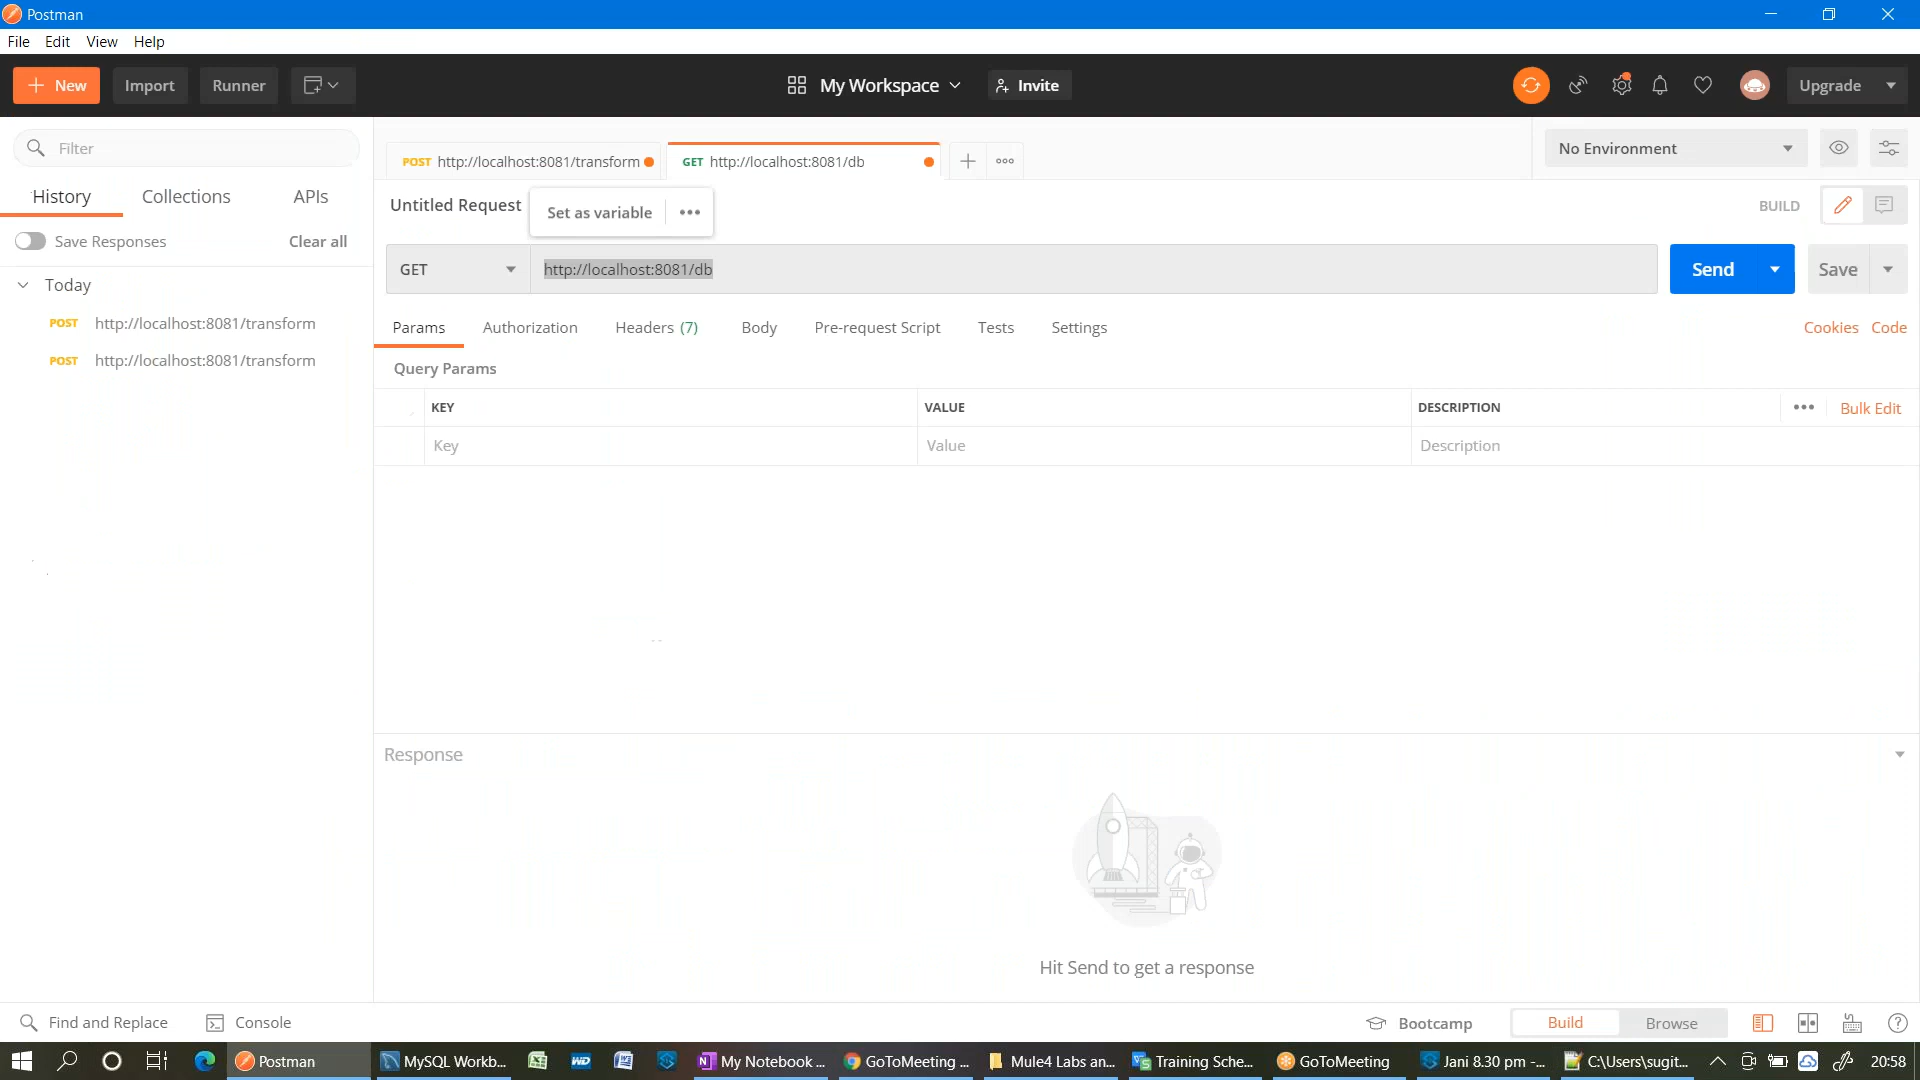 Postman
File Edit View Help
New Import Runner My Workspace Invite Upgrade
Filter
POST http://localhost:8081/transform GET http://localhost:8081/db No Environment
History Collections APIs
Untitled Request Set as variable BUILD
Save Responses Clear all
GET http://localhost:8081/db Send Save
Today
POST http://localhost:8081/transform
POST http://localhost:8081/transform
Params Authorization Headers (7) Body Pre-request Script Tests Settings Cookies Code
Query Params
KEY VALUE DESCRIPTION Bulk Edit
Key Value Description
Response
Hit Send to get a response
Find and Replace Console Bootcamp Build Browse
Postman MySQL Workb... My Notebook ... GoToMeeting ... Mule4 Labs an... Training Sche... GoToMeeting Jani 8.30 pm -... C:\Users\sugit... 20:58